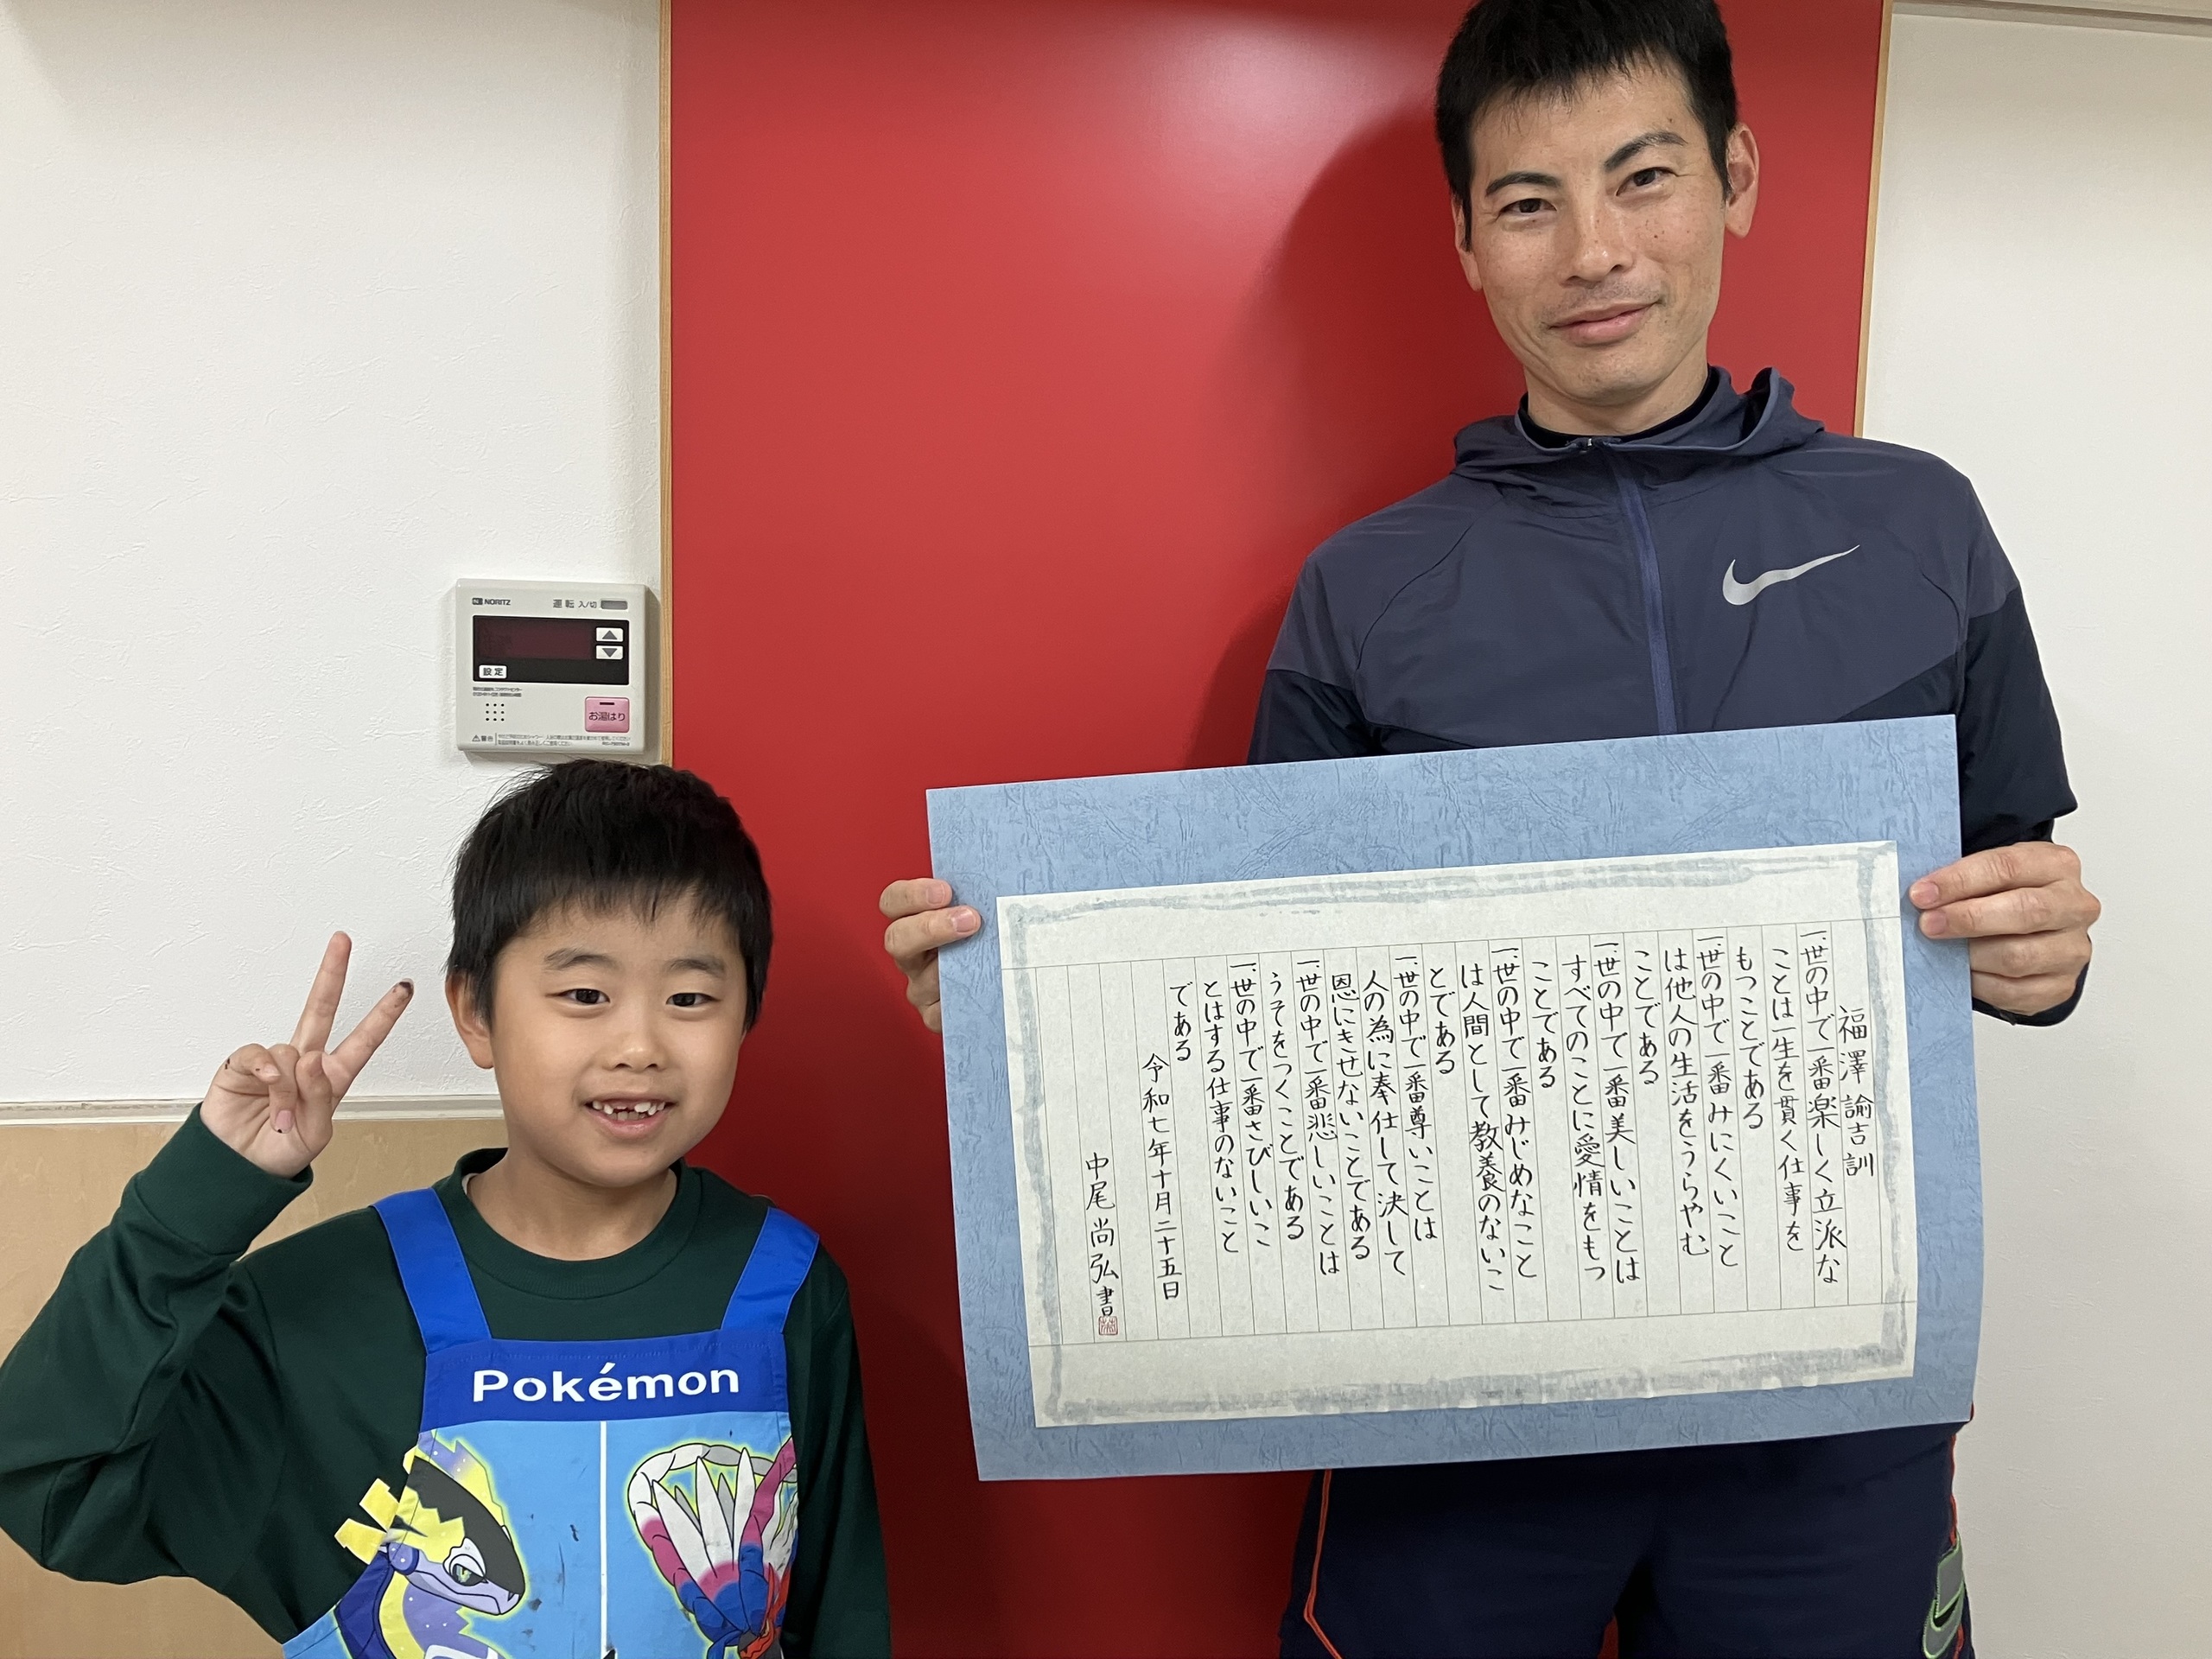 福澤諭吉訓
一、世の中で一番楽しく立派な
ことは一生を貫く仕事を
もつことである
一、世の中で一番みにくいこと
は他人の生活をうらやむ
ことである
一、世の中で一番美しいことは
すべてのことに愛情をもつ
ことである
一、世の中で一番みじめなこと
は人間として教養のないこ
とである
一、世の中で一番尊いことは
人の為に奉仕して決して
恩にきせないことである
一、世の中で一番悲しいことは
うそをつくことである
一、世の中で一番さびしいこ
とはする仕事のないこと
である
令和七年十月二十五日
中尾尚弘書
NORITZ
運転 入/切
設定
お湯はり
警告
Pokémon